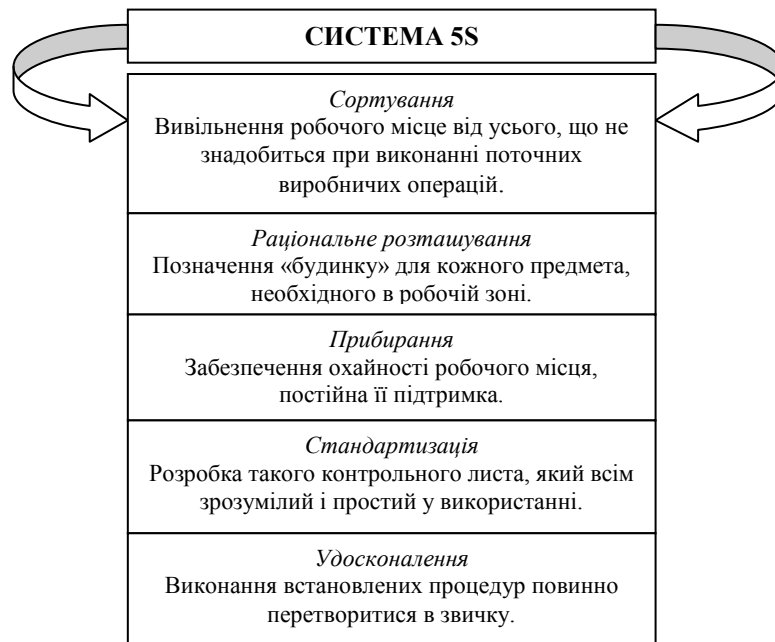 СИСТЕМА 5S
Сортування
Вивільнення робочого місце від усього, що не
знадобиться при виконанні поточних
виробничих операцій.
Раціональне розташування
Позначення «будинку» для кожного предмета,
необхідного в робочій зоні.
Прибирання
Забезпечення охайності робочого місця,
постійна її підтримка.
Стандартизація
Розробка такого контрольного листа, який всім
зрозумілий і простий у використанні.
Удосконалення
Виконання встановлених процедур повинно
перетворитися в звичку.